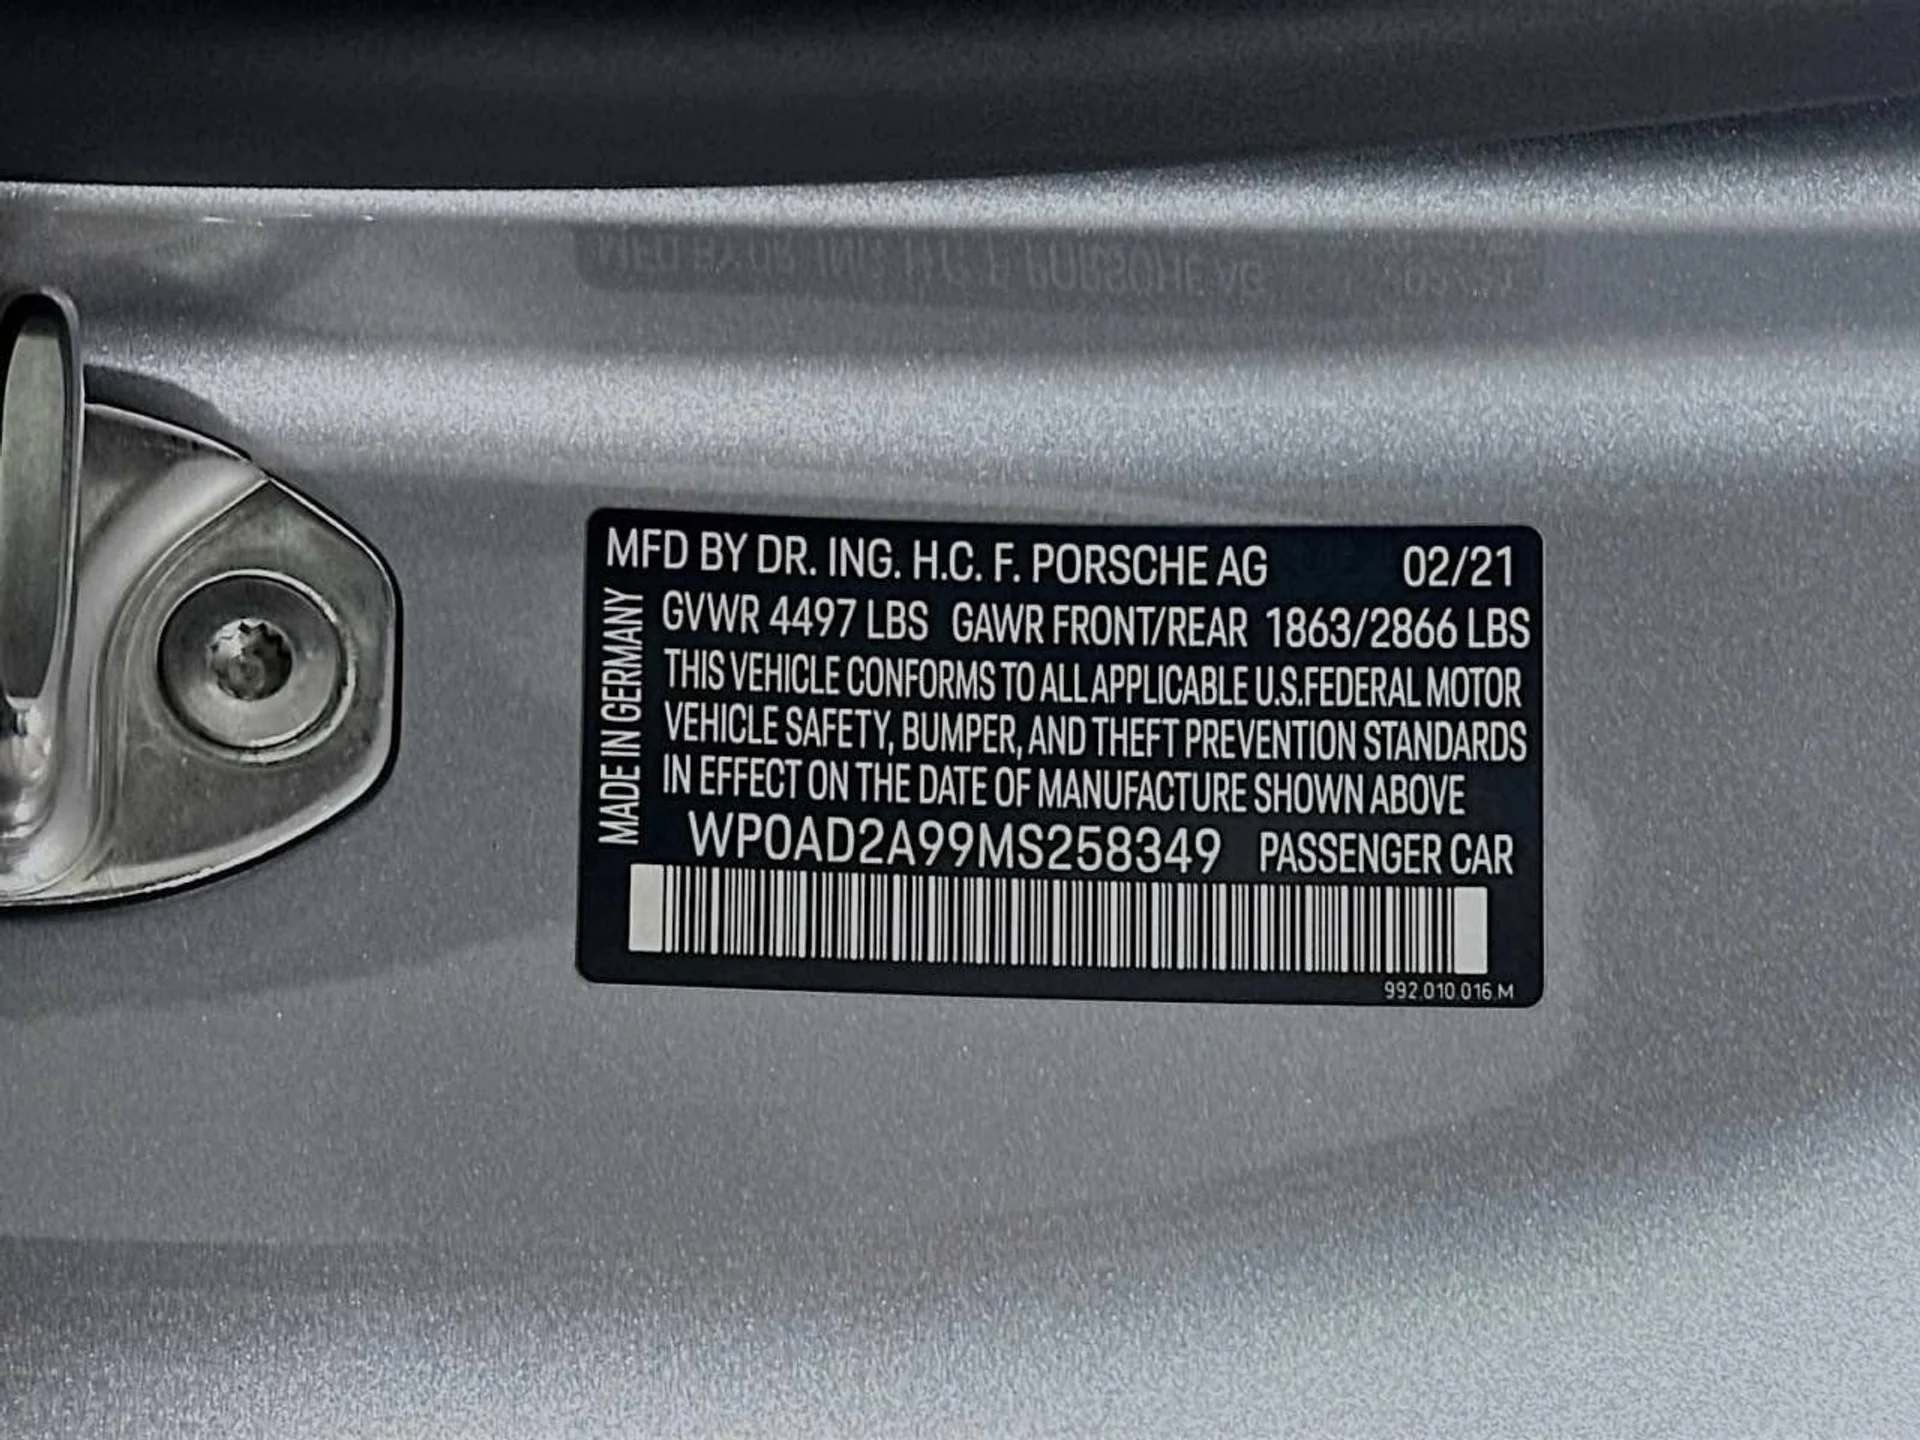 MFD BY DR. ING. H.C. F. PORSCHE AG 02/21
GVWR 4497 LBS GAWR FRONT/REAR 1863/2866 LBS
THIS VEHICLE CONFORMS TO ALL APPLICABLE U.S.FEDERAL MOTOR
VEHICLE SAFETY, BUMPER, AND THEFT PREVENTION STANDARDS
IN EFFECT ON THE DATE OF MANUFACTURE SHOWN ABOVE
WP0AD2A99MS258349 PASSENGER CAR
MADE IN GERMANY
992.010.016.M